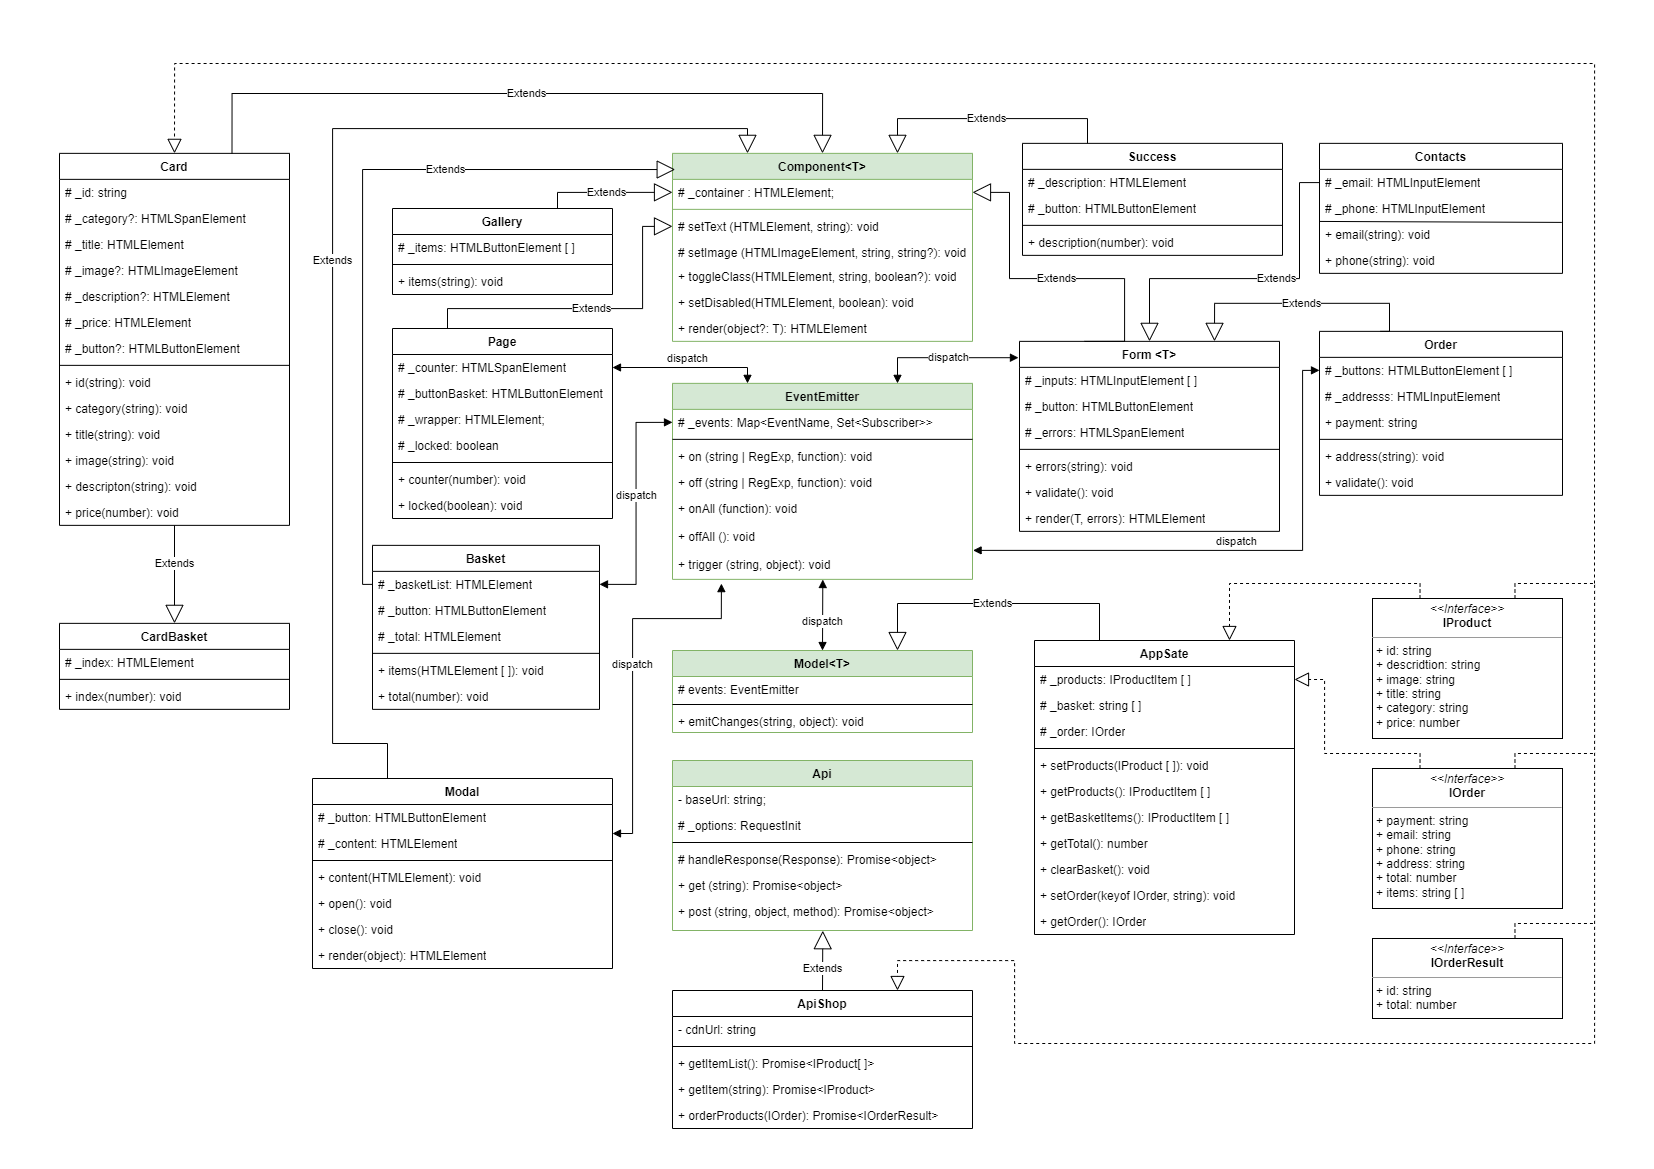 Extends
Extends
Card
# _id: string
# _category?: HTMLSpanElement
# _title: HTMLElement
# _image?: HTMLImageElement
# _description?: HTMLElement
# _price: HTMLElement
# _button?: HTMLButtonElement
+ id(string): void
+ category(string): void
+ title(string): void
+ image(string): void
+ descripton(string): void
+ price(number): void
Extends
CardBasket
# _index: HTMLElement
+ index(number): void
Extends
Extends
Extends
Gallery
# _items: HTMLButtonElement [ ]
+ items(string): void
Extends
Page
# _counter: HTMLSpanElement
# _buttonBasket: HTMLButtonElement
# _wrapper: HTMLElement;
# _locked: boolean
+ counter(number): void
+ locked(boolean): void
Basket
# _basketList: HTMLElement
# _button: HTMLButtonElement
# _total: HTMLElement
+ items(HTMLElement [ ]): void
+ total(number): void
Modal
# _button: HTMLButtonElement
# _content: HTMLElement
+ content(HTMLElement): void
+ open(): void
+ close(): void
+ render(object): HTMLElement
Component<T>
# _container : HTMLElement;
# setText (HTMLElement, string): void
# setImage (HTMLImageElement, string, string?): void
+ toggleClass(HTMLElement, string, boolean?): void
+ setDisabled(HTMLElement, boolean): void
+ render(object?: T): HTMLElement
dispatch
dispatch
dispatch
EventEmitter
# _events: Map<EventName, Set<Subscriber>>
+ on (string | RegExp, function): void
+ off (string | RegExp, function): void
+ onAll (function): void
+ offAll (): void
+ trigger (string, object): void
dispatch
dispatch
dispatch
Extends
Model<T>
# events: EventEmitter
+ emitChanges(string, object): void
Api
- baseUrl: string;
# _options: RequestInit
# handleResponse(Response): Promise<object>
+ get (string): Promise<object>
+ post (string, object, method): Promise<object>
Extends
ApiShop
- cdnUrl: string
+ getItemList(): Promise<IProduct[ ]>
+ getItem(string): Promise<IProduct>
+ orderProducts(IOrder): Promise<IOrderResult>
Success
# _description: HTMLElement
# _button: HTMLButtonElement
+ description(number): void
Contacts
# _email: HTMLInputElement
# _phone: HTMLInputElement
+ email(string): void
+ phone(string): void
Extends
Extends
Extends
Form <T>
# _inputs: HTMLInputElement [ ]
# _button: HTMLButtonElement
# _errors: HTMLSpanElement
+ errors(string): void
+ validate(): void
+ render(T, errors): HTMLElement
Order
# _buttons: HTMLButtonElement [ ]
# _addresss: HTMLInputElement
+ payment: string
+ address(string): void
+ validate(): void
AppSate
# _products: IProductItem [ ]
# _basket: string [ ]
# _order: IOrder
+ setProducts(IProduct [ ]): void
+ getProducts(): IProductItem [ ]
+ getBasketItems(): IProductItem [ ]
+ getTotal(): number
+ clearBasket(): void
+ setOrder(keyof IOrder, string): void
+ getOrder(): IOrder
<<Interface>>
IProduct
+ id: string
+ descridtion: string
+ image: string
+ title: string
+ category: string
+ price: number
<<Interface>>
IOrder
+ payment: string
+ email: string
+ phone: string
+ address: string
+ total: number
+ items: string [ ]
<<Interface>>
IOrderResult
+ id: string
+ total: number